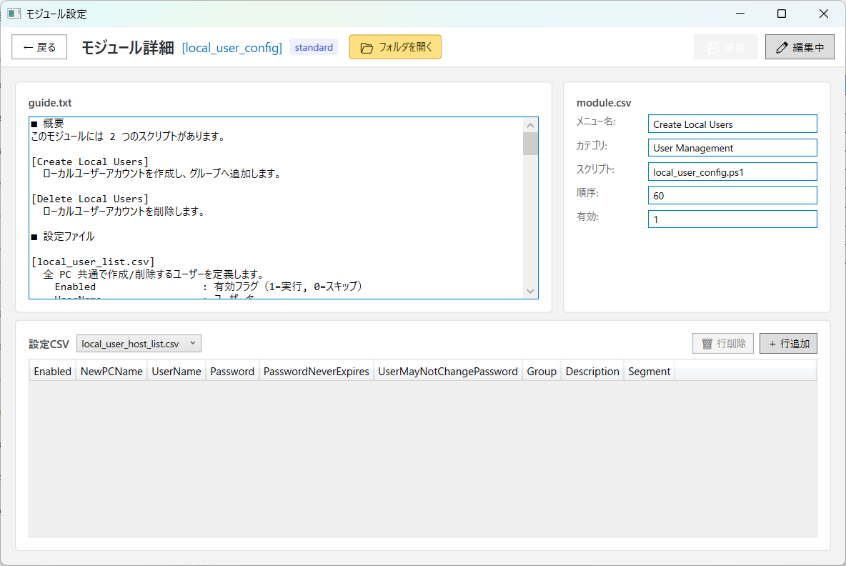 モジュール設定
← 戻る モジュール詳細 [local_user_config] standard フォルダを開く 保存 編集中
guide.txt
■ 概要
このモジュールには 2 つのスクリプトがあります。
[Create Local Users]
ローカルユーザーアカウントを作成し、グループへ追加します。
[Delete Local Users]
ローカルユーザーアカウントを削除します。
■ 設定ファイル
[local_user_list.csv]
全 PC 共通で作成/削除するユーザーを定義します。
Enabled : 有効フラグ (1=実行, 0=スキップ)
UserName : ユーザー名
module.csv
メニュー名: Create Local Users
カテゴリ: User Management
スクリプト: local_user_config.ps1
順序: 60
有効: 1
設定CSV local_user_host_list.csv 行削除 + 行追加
Enabled NewPCName UserName Password PasswordNeverExpires UserMayNotChangePassword Group Description Segment